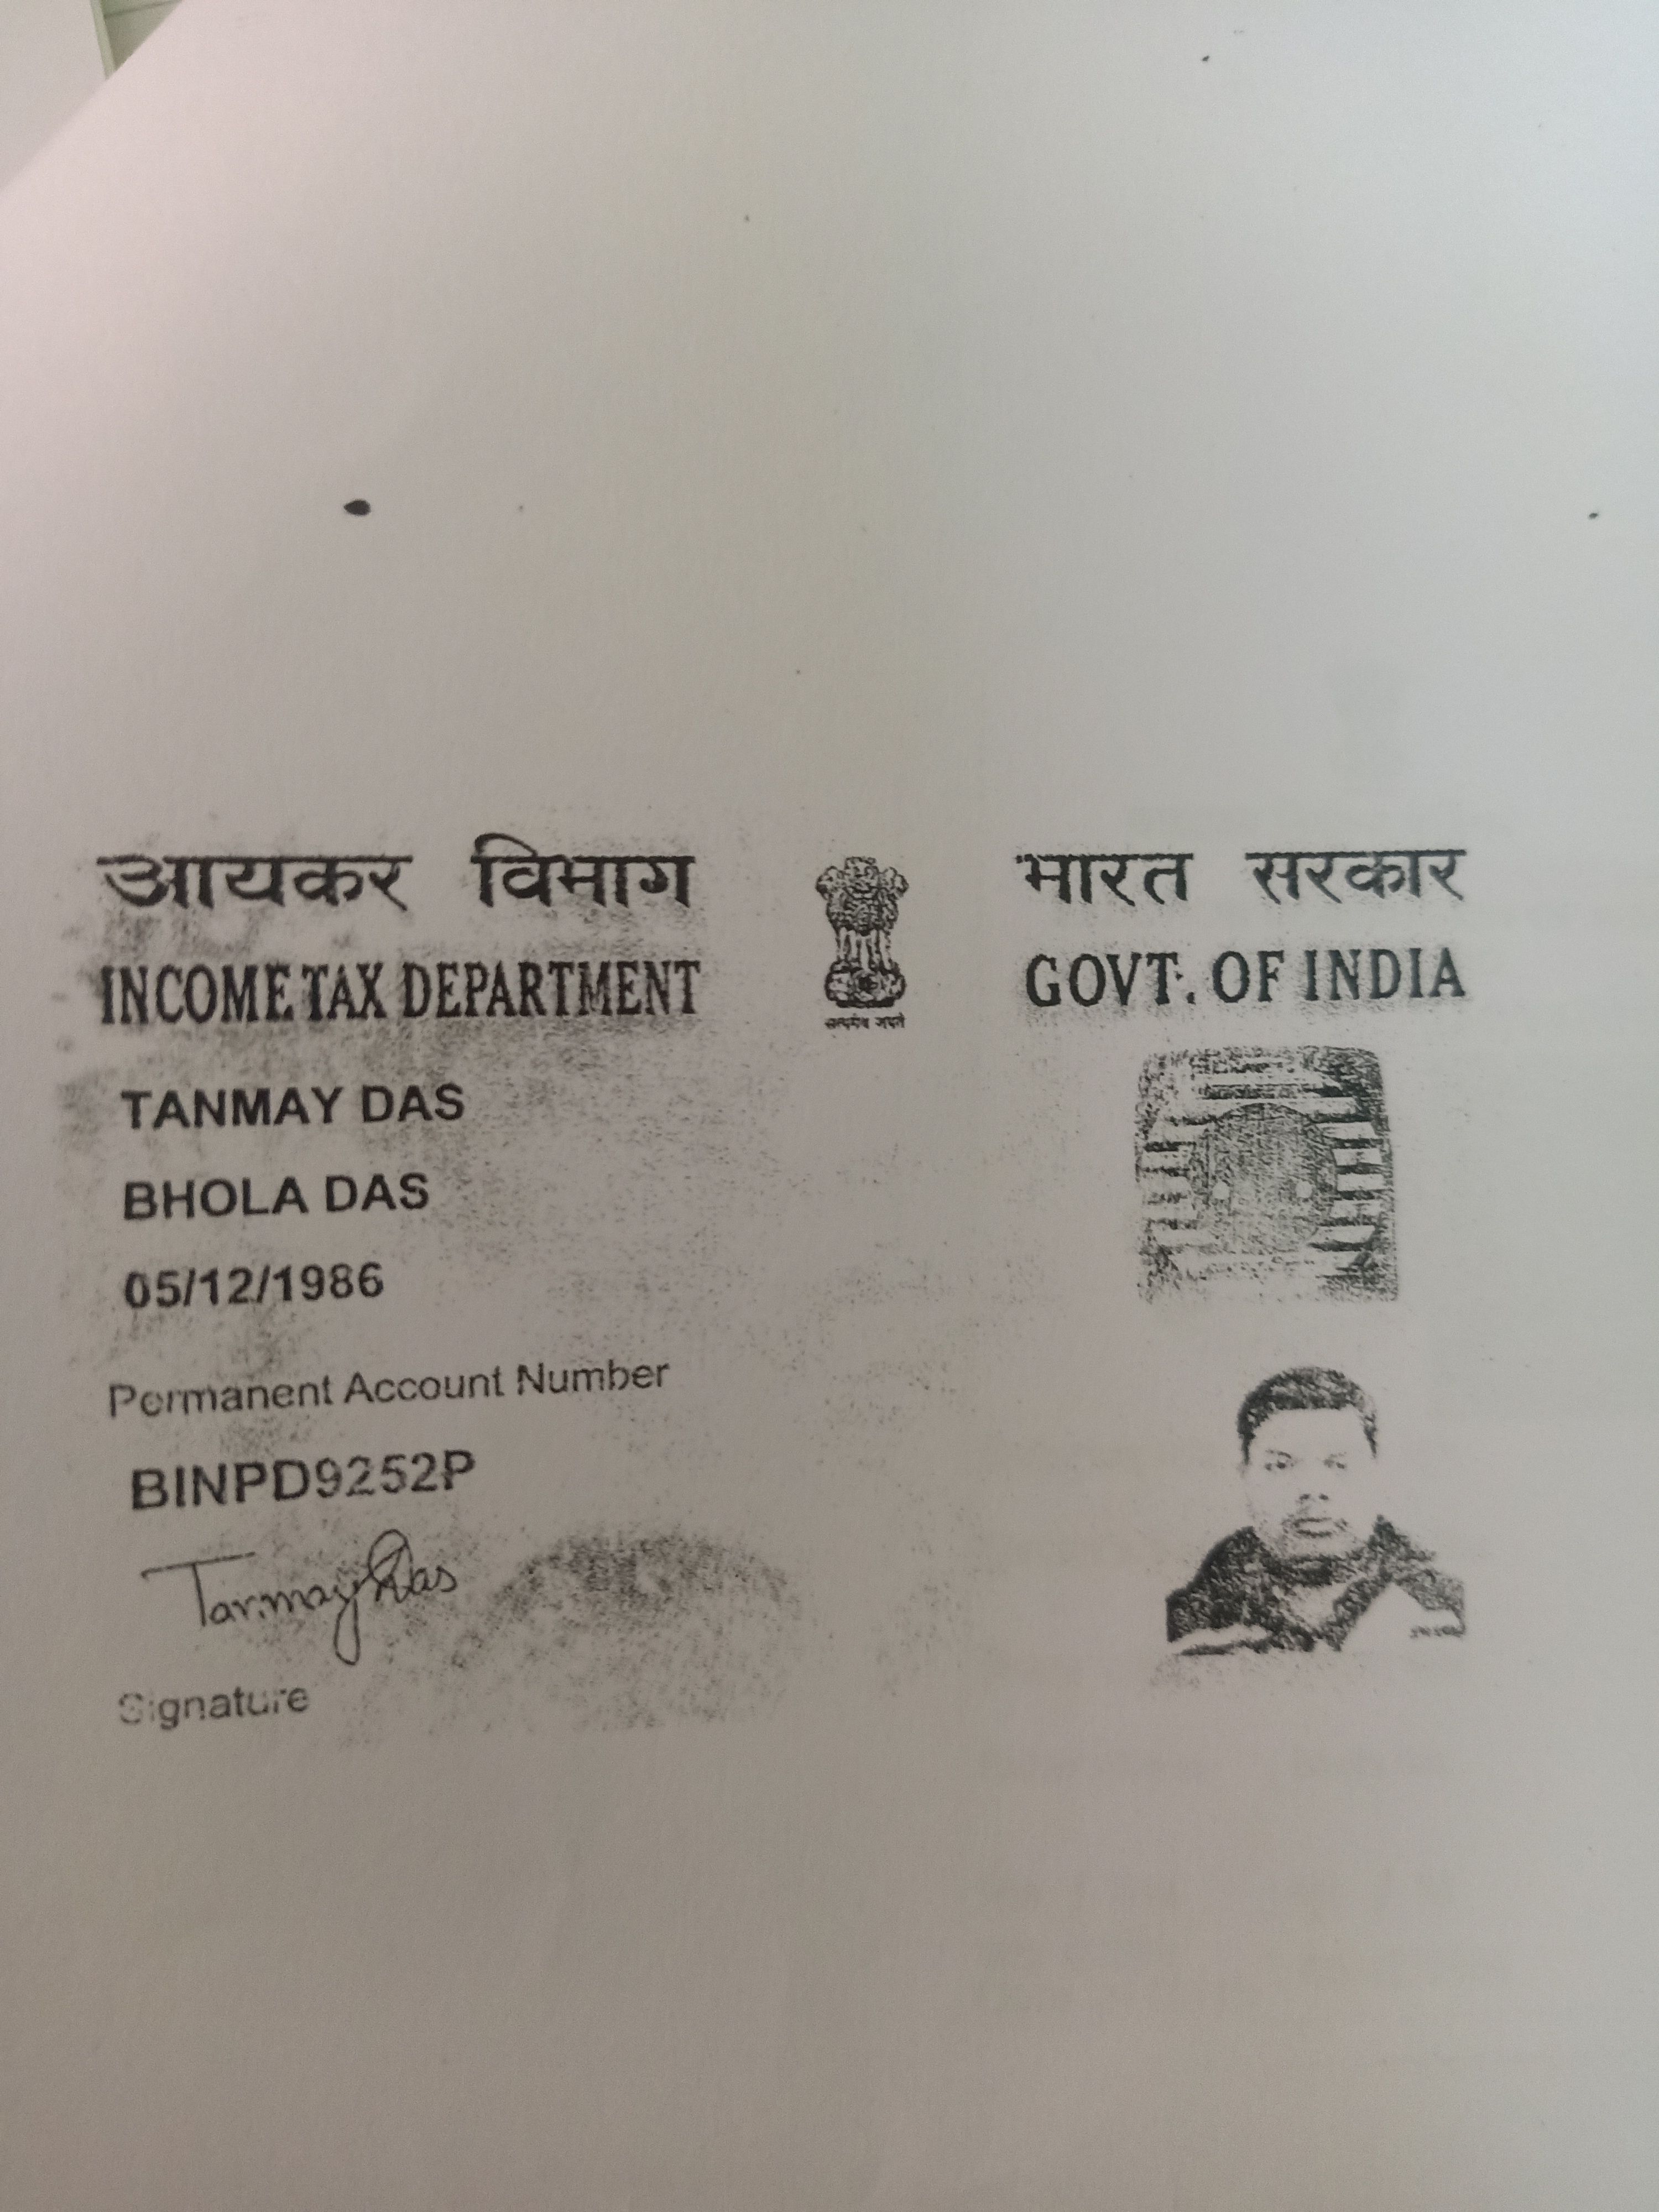 आयकर विभाग
INCOME TAX DEPARTMENT
सत्यमेव जयते
भारत सरकार
GOVT. OF INDIA
TANMAY DAS
BHOLA DAS
05/12/1986
Permanent Account Number
BINPD9252P
Tanmay Das
Signature